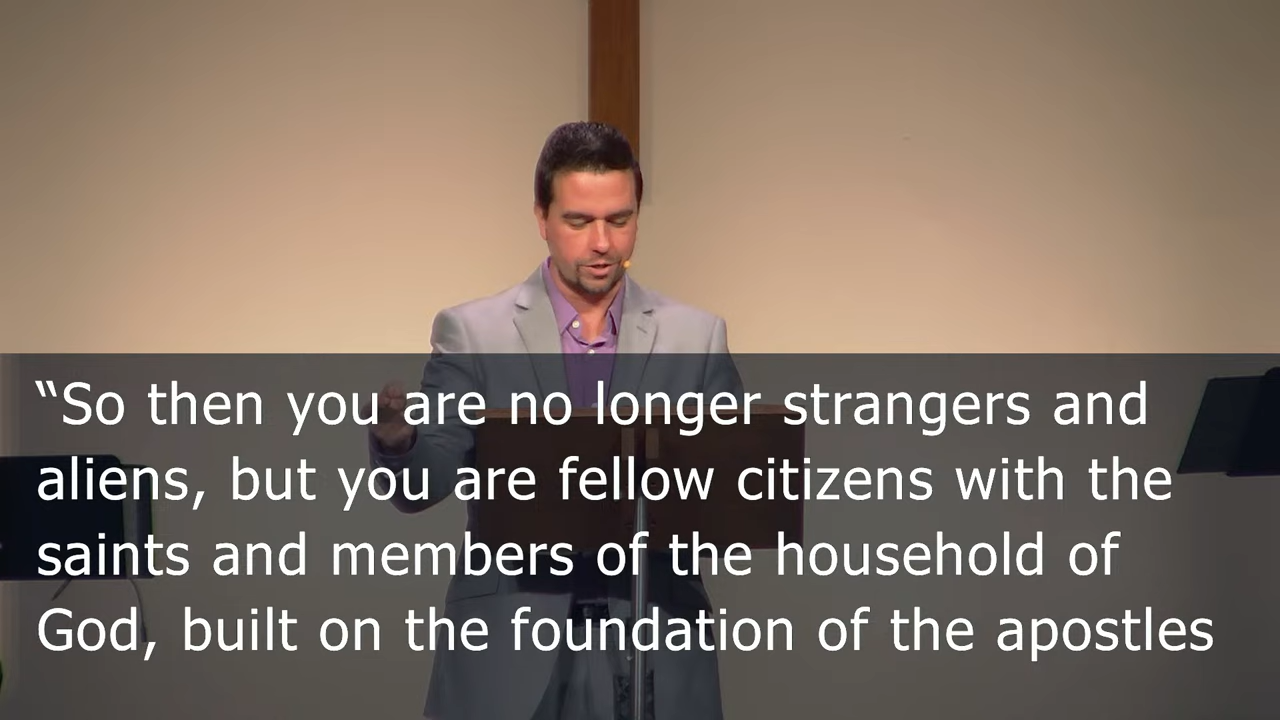 “So then you are no longer strangers and
aliens, but you are fellow citizens with the
saints and members of the household of
God, built on the foundation of the apostles